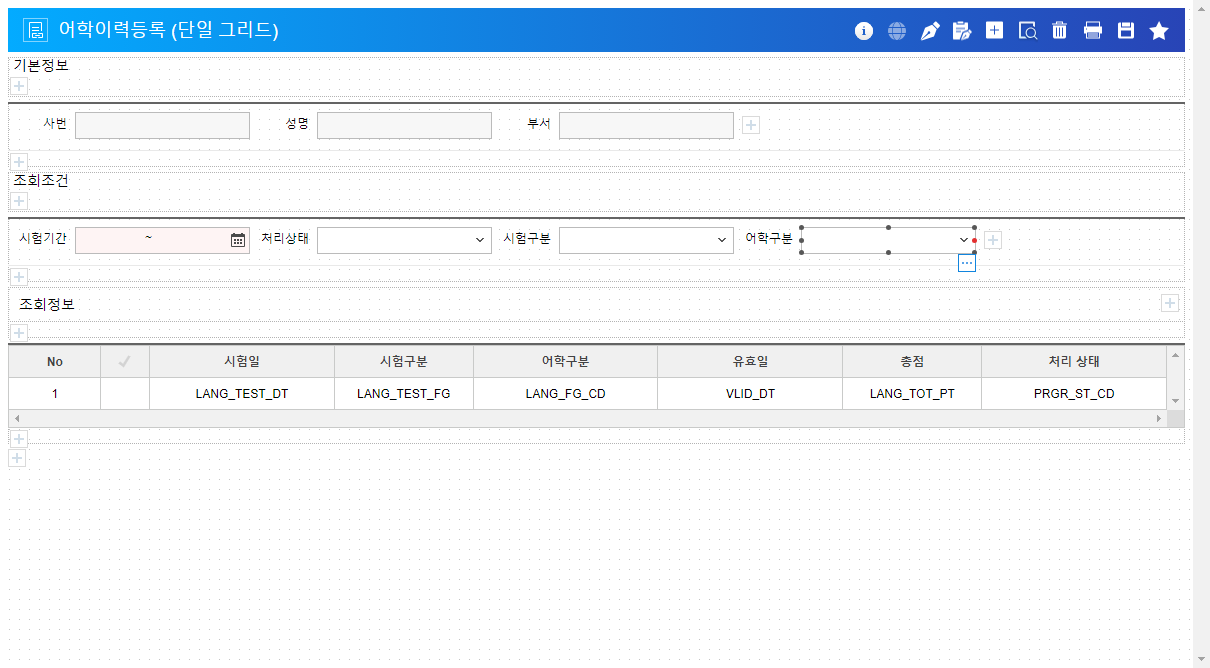 어학이력등록 (단일 그리드)
기본정보
사번 성명 부서
조회조건
시험기간 ~ 처리상태 시험구분 어학구분
조회정보
No 시험일 시험구분 어학구분 유효일 총점 처리 상태
1 LANG_TEST_DT LANG_TEST_FG LANG_FG_CD VLID_DT LANG_TOT_PT PRGR_ST_CD